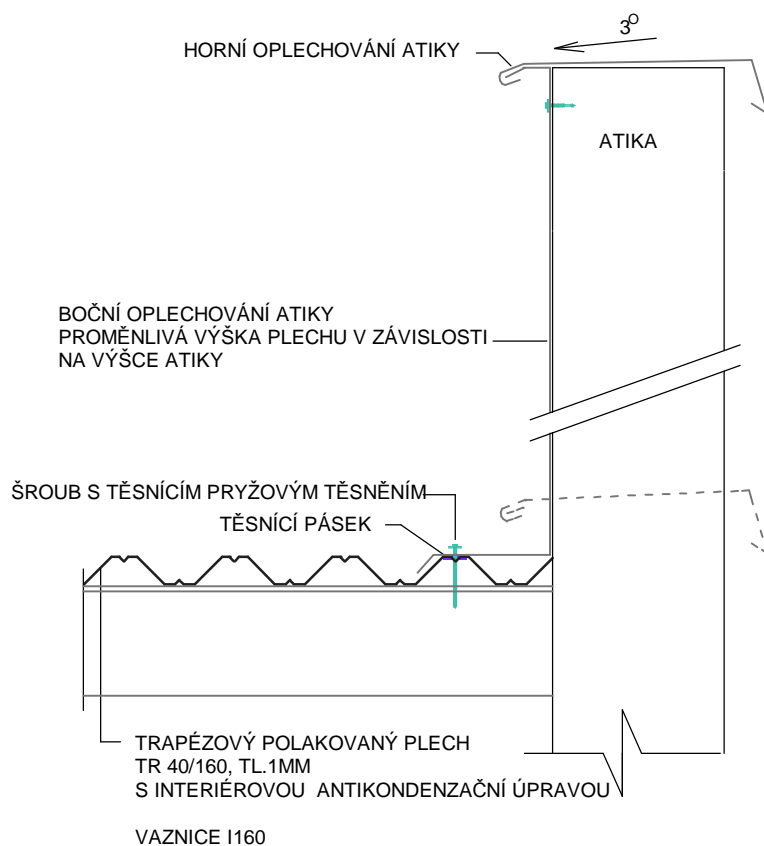 3°
HORNÍ OPLECHOVÁNÍ ATIKY
ATIKA
BOČNÍ OPLECHOVÁNÍ ATIKY
PROMĚNLIVÁ VÝŠKA PLECHU V ZÁVISLOSTI
NA VÝŠCE ATIKY
ŠROUB S TĚSNÍCÍM PRYŽOVÝM TĚSNĚNÍM
TĚSNÍCÍ PÁSEK
TRAPÉZOVÝ POLAKOVANÝ PLECH
TR 40/160, TL.1MM
S INTERIÉROVOU ANTIKONDENZAČNÍ ÚPRAVOU
VAZNICE I160